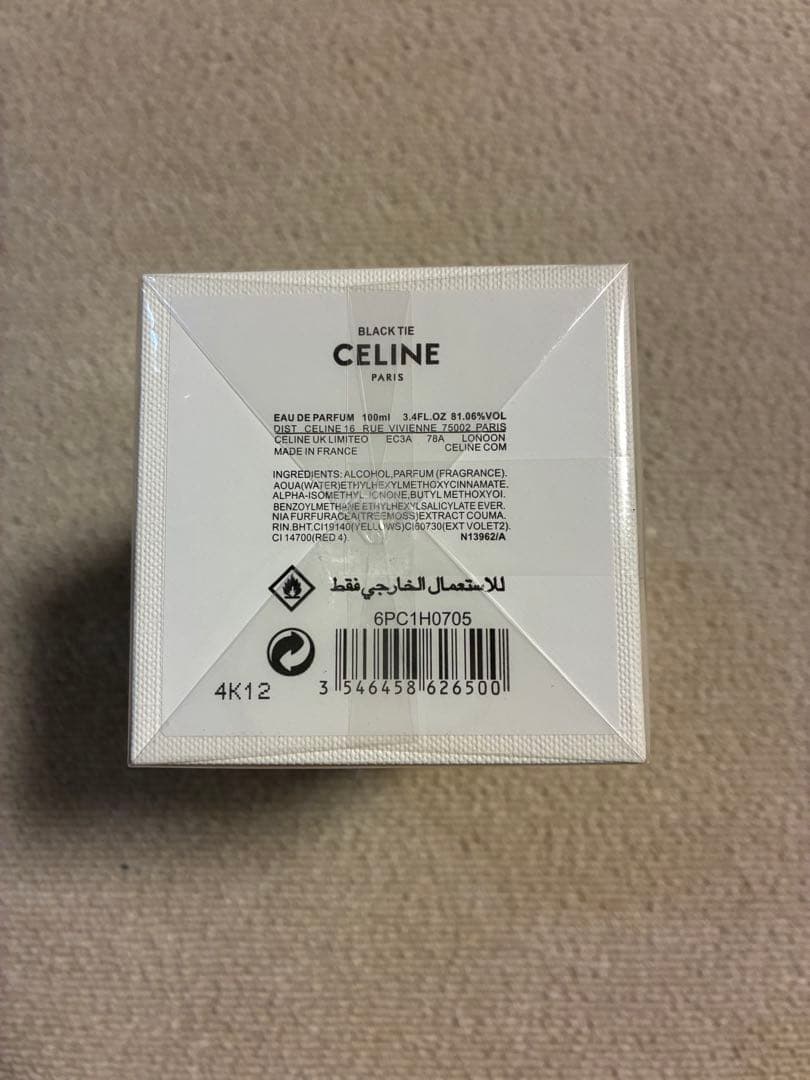 BLACK TIE
CELINE
PARIS
EAU DE PARFUM 100ml 3.4FL.OZ 81.06%VOL
DIST CELINE 16 RUE VIVIENNE 75002 PARIS
CELINE UK LIMITEO EC3A 78A LOONOON
MADE IN FRANCE CELINE COM
INGREDIENTS: ALCOHOL,PARFUM (FRAGRANCE).
AOUA(WATER)ETHYLHEXYLMETHOXYCINNAMATE.
ALPHA-ISOMETHYL IONONE,BUTYL METHOXYOI.
BENZOYLMETHANE ETHYLHEXYLSALICYLATE EVER.
NIA FURFURACEA(TREEMOSS)EXTRACT COUMA.
RIN.BHT.CI19140(YELLOWS)CI60730(EXT VOLET2).
CI 14700(RED 4). N13962/A
للاستعمال الخارجي فقط
6PC1H0705
4K12 3 546458 626500